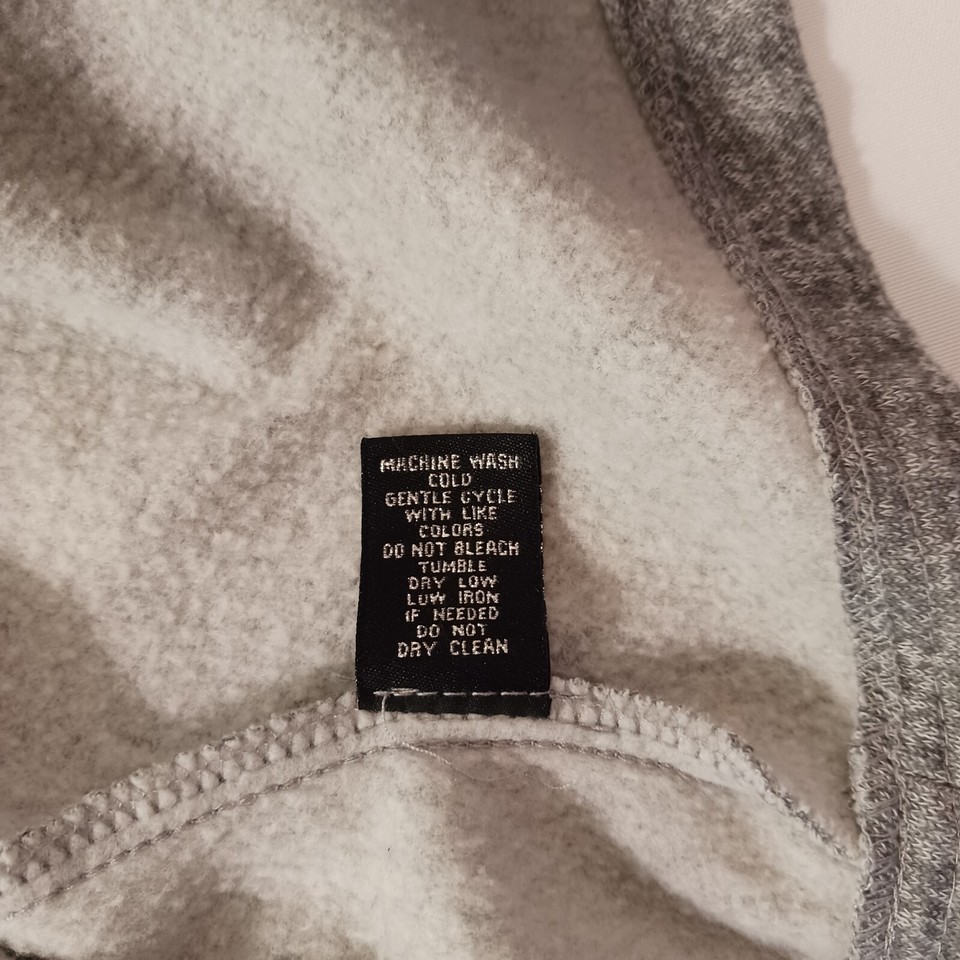 MACHINE WASH
COLD
GENTLE CYCLE
WITH LIKE
COLORS
DO NOT BLEACH
TUMBLE
DRY LOW
LOW IRON
IF NEEDED
DO NOT
DRY CLEAN